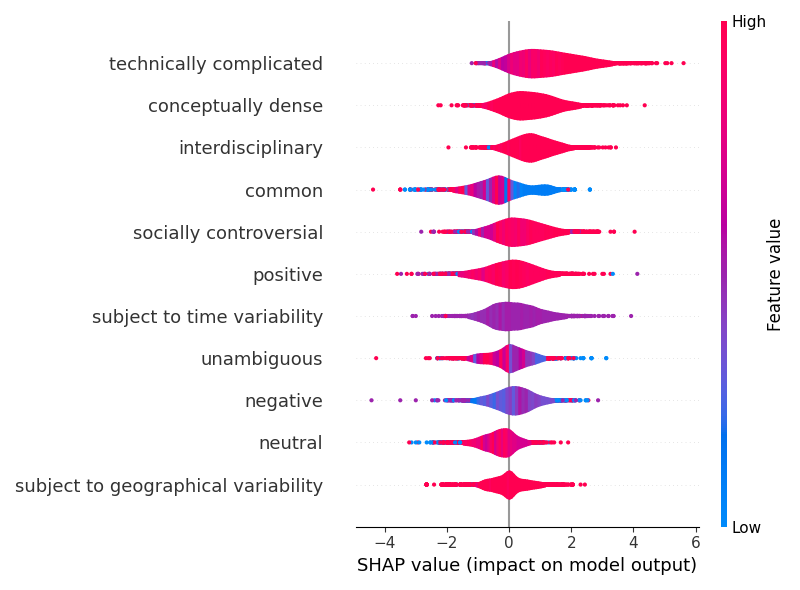 High
technically complicated
conceptually dense
interdisciplinary
common
socially controversial
positive
subject to time variability
unambiguous
negative
neutral
subject to geographical variability
Feature value
Low
−4 −2 0 2 4 6
SHAP value (impact on model output)